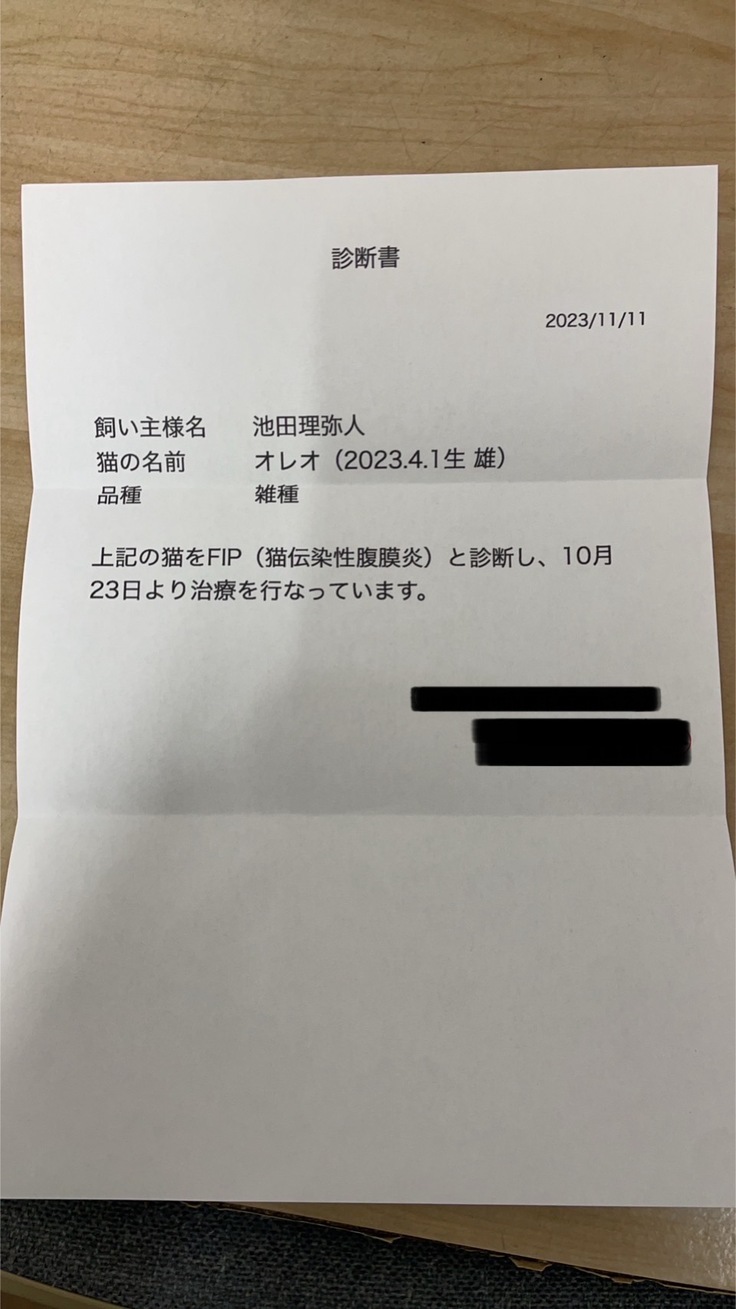 診断書
2023/11/11
飼い主様名 池田理弥人
猫の名前 オレオ（2023.4.1生 雄）
品種 雑種
上記の猫をFIP（猫伝染性腹膜炎）と診断し、10月
23日より治療を行なっています。